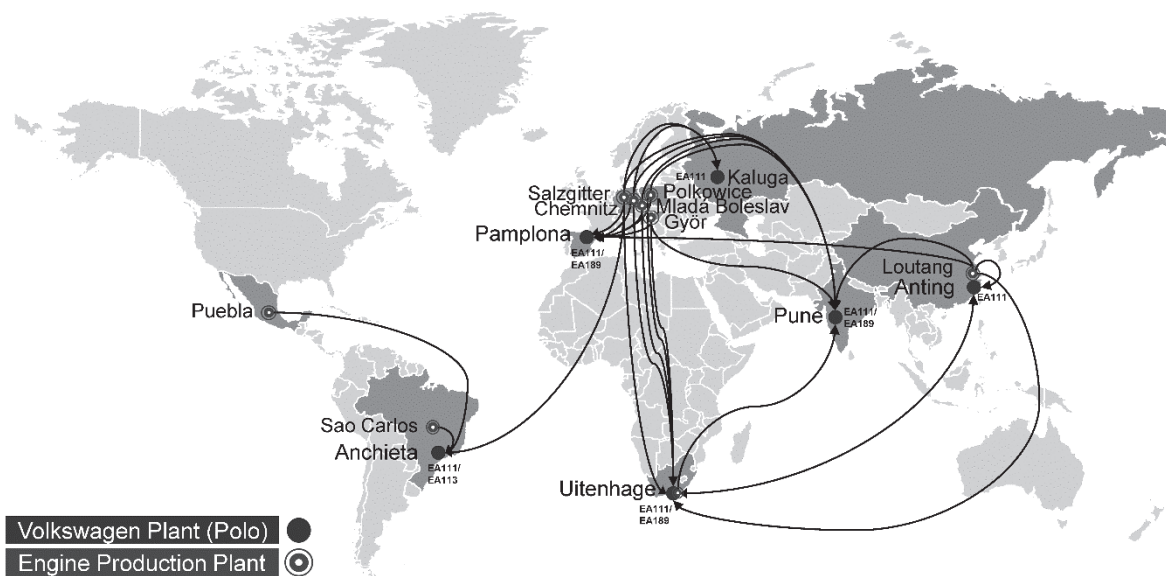 EA111
Kaluga
Salzgitter
Polkowice
Chemnitz
Mladá Boleslav
Györ
Pamplona
EA111/
EA189
Loutang
Anting
EA111
Puebla
Pune
EA111/
EA189
Sao Carlos
Anchieta
EA111/
EA113
Uitenhage
EA111/
EA189
Volkswagen Plant (Polo)
Engine Production Plant